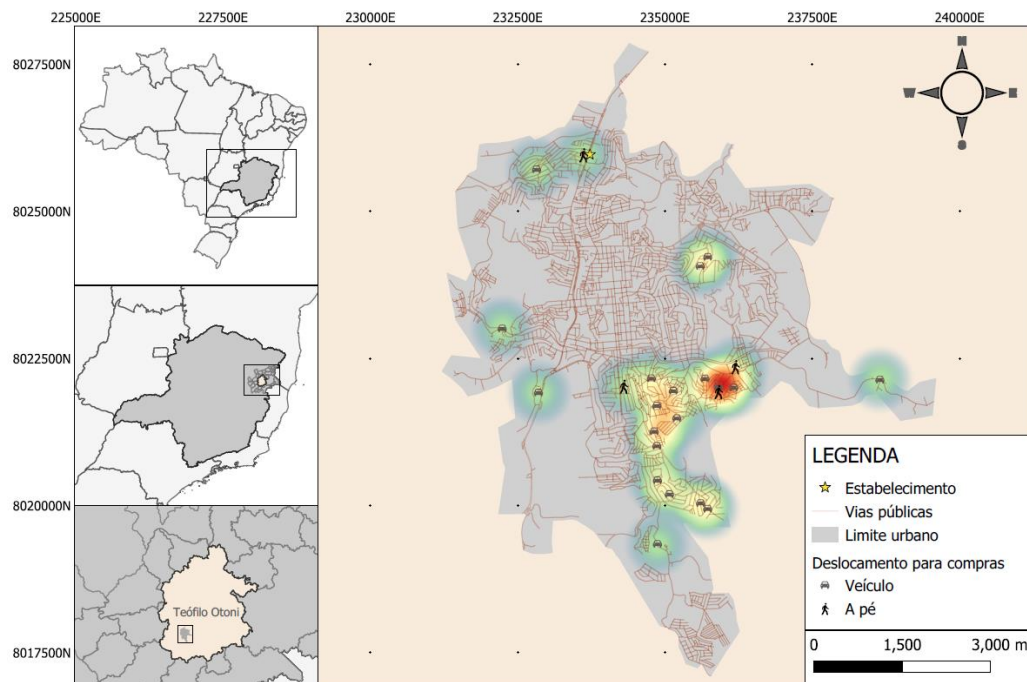 225000E 227500E 230000E 232500E 235000E 237500E 240000E
8027500N
8025000N
8022500N
8020000N
8017500N
Teófilo Otoni
N
W E
S
LEGENDA
Estabelecimento
Vias públicas
Limite urbano
Deslocamento para compras
Veículo
A pé
0 1,500 3,000 m